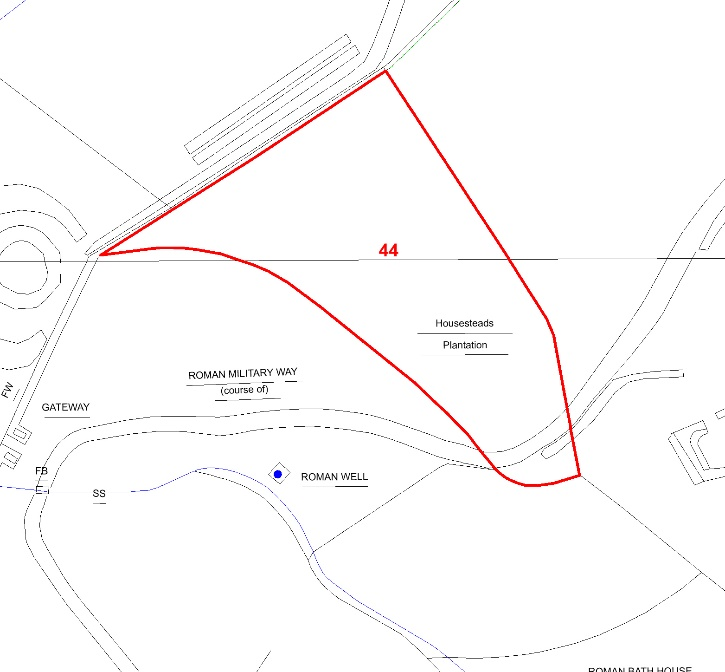 44
Housesteads
Plantation
ROMAN MILITARY WAY
(course of)
FW
GATEWAY
FB
SS
ROMAN WELL
ROMAN BATH HOUSE